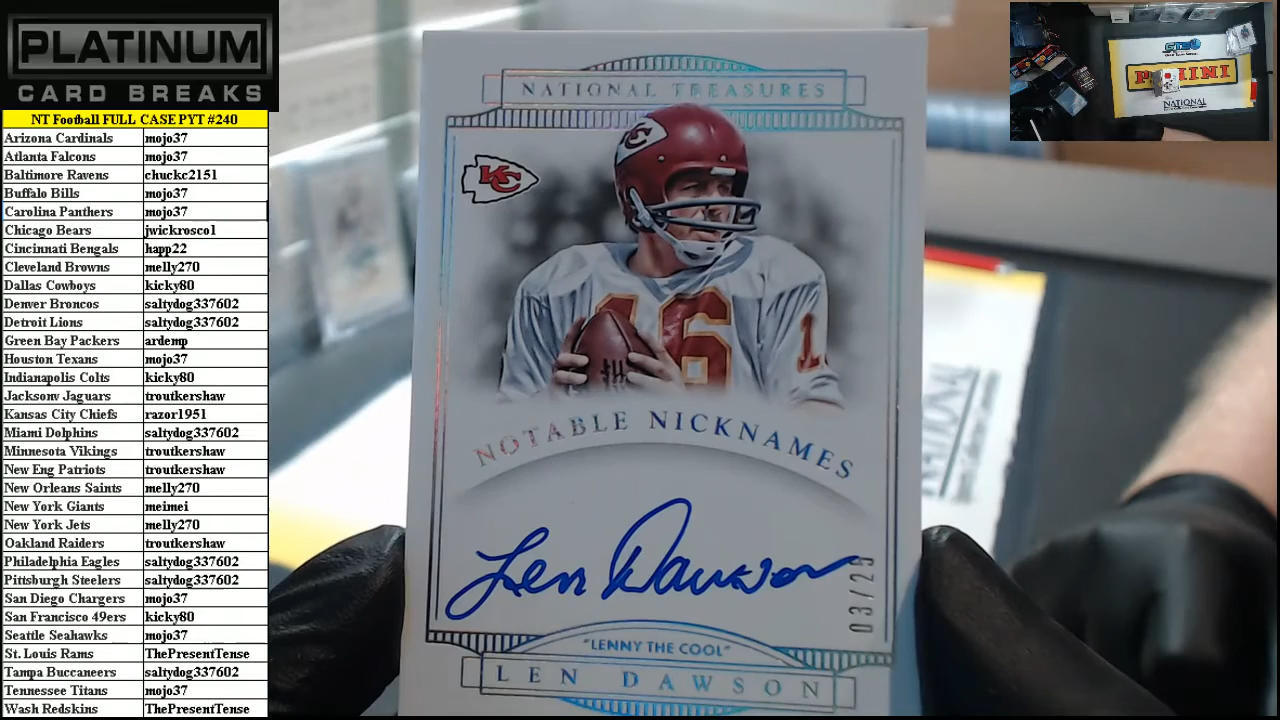 PLATINUM
CARD BREAKS
NT Football FULL CASE PYT #240
Arizona Cardinals mojo37
Atlanta Falcons mojo37
Baltimore Ravens chuckc2151
Buffalo Bills mojo37
Carolina Panthers mojo37
Chicago Bears jwickrosco1
Cincinnati Bengals happ22
Cleveland Browns melly270
Dallas Cowboys kicky80
Denver Broncos saltydog337602
Detroit Lions saltydog337602
Green Bay Packers ardemp
Houston Texans mojo37
Indianapolis Colts kicky80
Jacksonv Jaguars troutkershaw
Kansas City Chiefs razor1951
Miami Dolphins saltydog337602
Minnesota Vikings troutkershaw
New Eng Patriots troutkershaw
New Orleans Saints melly270
New York Giants meimei
New York Jets melly270
Oakland Raiders troutkershaw
Philadelphia Eagles saltydog337602
Pittsburgh Steelers saltydog337602
San Diego Chargers mojo37
San Francisco 49ers kicky80
Seattle Seahawks mojo37
St. Louis Rams ThePresentTense
Tampa Buccaneers saltydog337602
Tennessee Titans mojo37
Wash Redskins ThePresentTense
NATIONAL TREASURES
KC
KC
16
1
NOTABLE NICKNAMES
Len Dawson
03/25
"LENNY THE COOL"
LEN DAWSON
GTS
PANINI
NATIONAL
NATIONAL